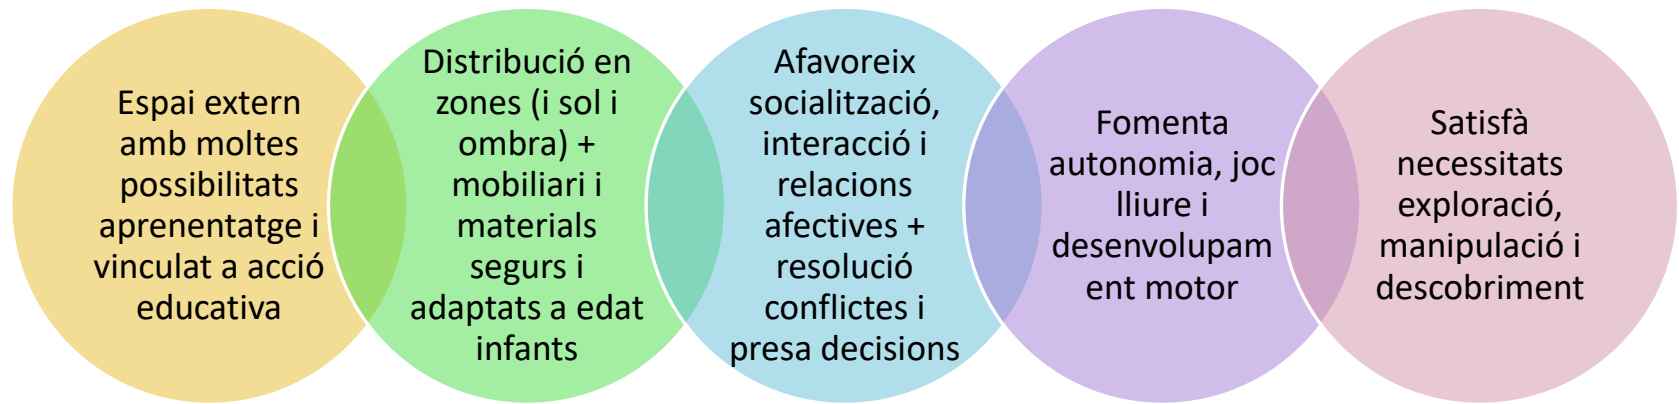 Espai extern
amb moltes
possibilitats
aprenentatge i
vinculat a acció
educativa
Distribució en
zones (i sol i
ombra) +
mobiliari i
materials
segurs i
adaptats a edat
infants
Afavoreix
socialització,
interacció i
relacions
afectives +
resolució
conflictes i
presa decisions
Fomenta
autonomia, joc
lliure i
desenvolupam
ent motor
Satisfà
necessitats
exploració,
manipulació i
descobriment